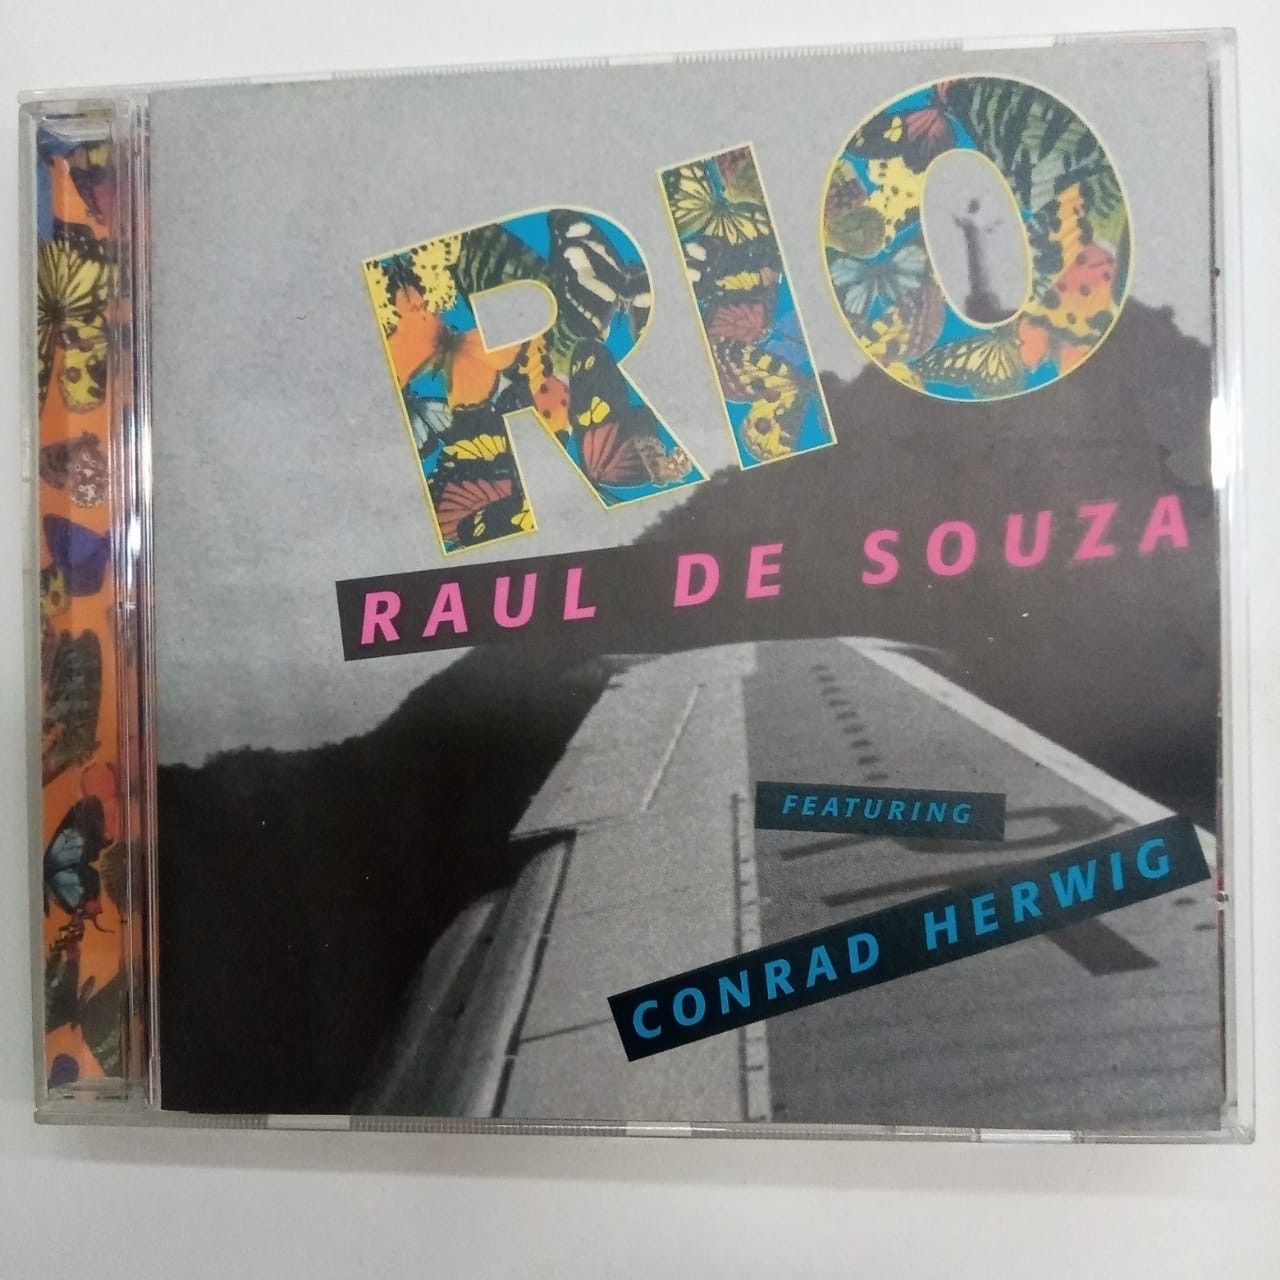 RIO
RAUL DE SOUZA
FEATURING
CONRAD HERWIG